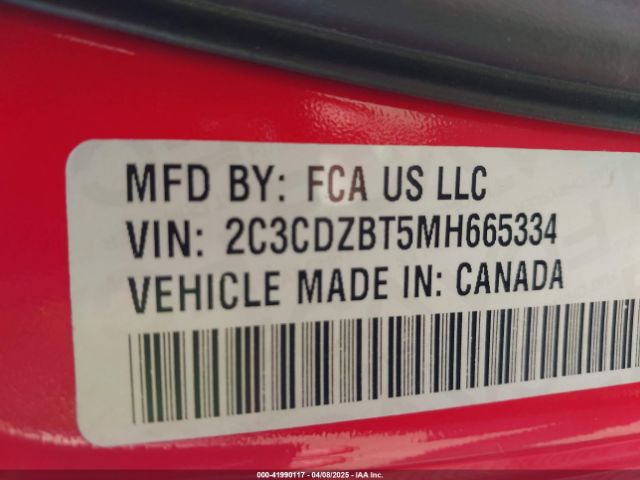 MFD BY: FCA US LLC
VIN: 2C3CDZBT5MH665334
VEHICLE MADE IN: CANADA
000-41990117 - 04/08/2025 - IAA Inc.